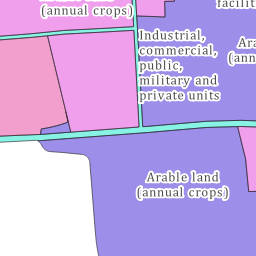 (annual crops)
Industrial,
commercial,
public,
military and
private units
Arable land
(annual crops)